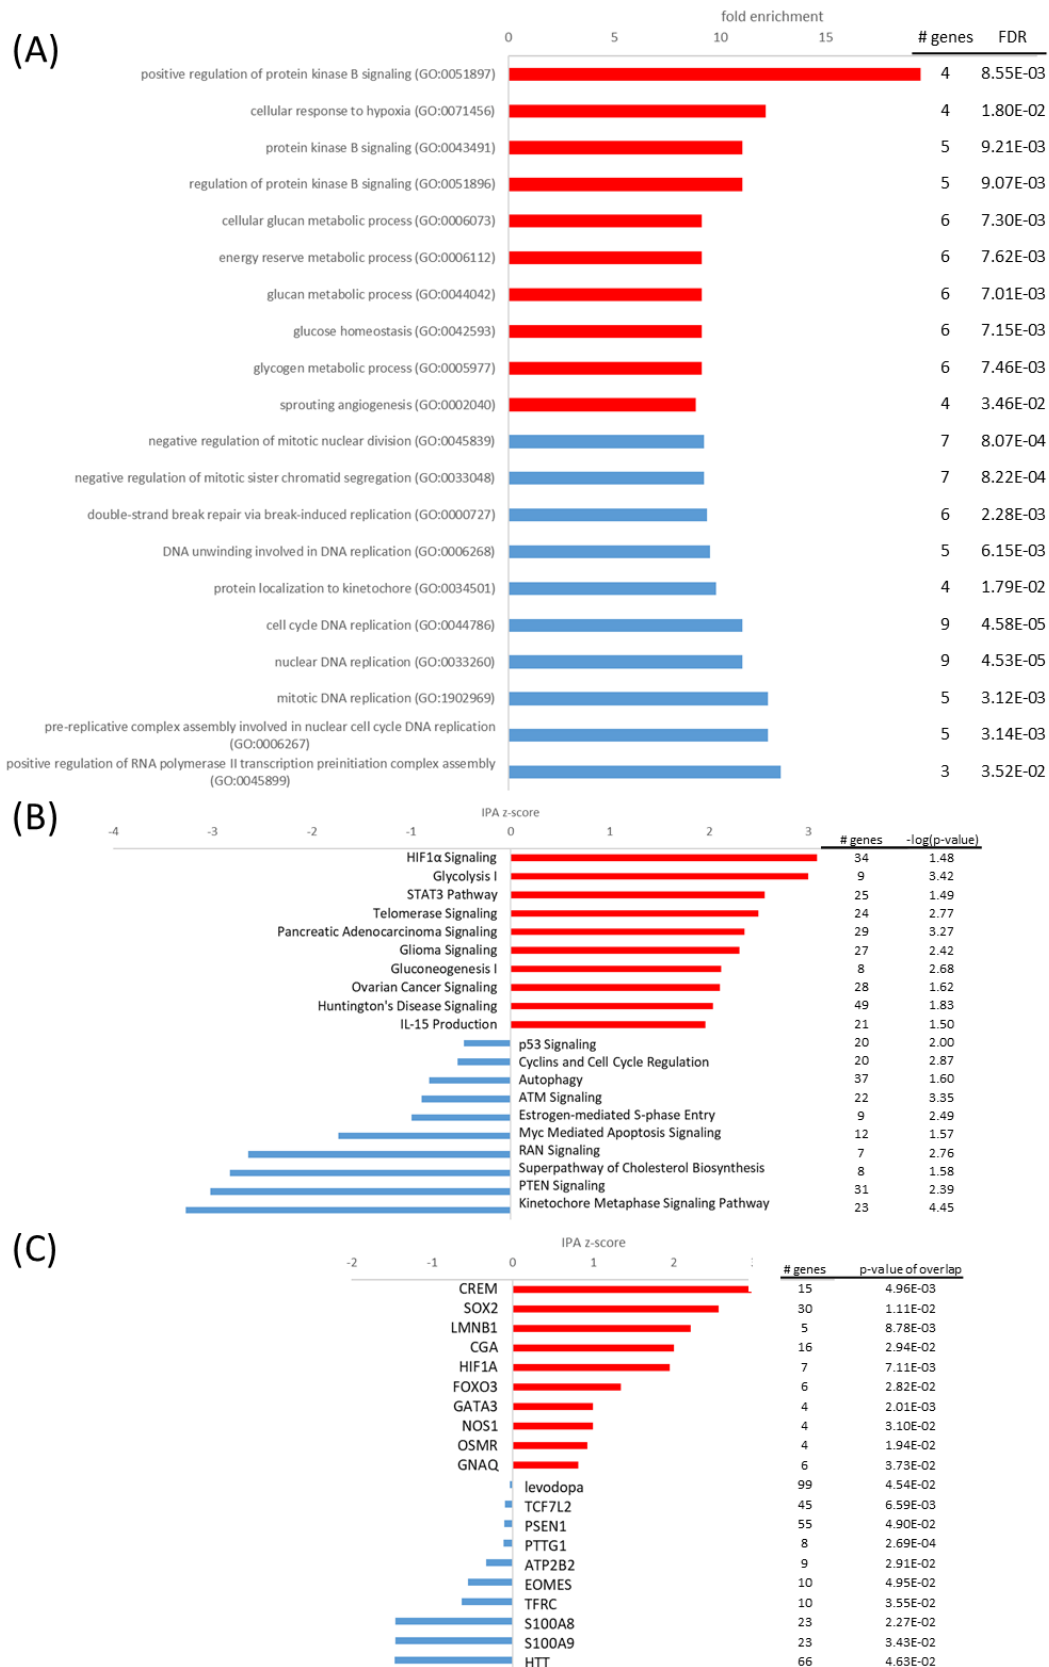 (A)
fold enrichment
0 5 10 15 # genes FDR
positive regulation of protein kinase B signaling (GO:0051897) 4 8.55E-03
cellular response to hypoxia (GO:0071456) 4 1.80E-02
protein kinase B signaling (GO:0043491) 5 9.21E-03
regulation of protein kinase B signaling (GO:0051896) 5 9.07E-03
cellular glucan metabolic process (GO:0006073) 6 7.30E-03
energy reserve metabolic process (GO:0006112) 6 7.62E-03
glucan metabolic process (GO:0044042) 6 7.01E-03
glucose homeostasis (GO:0042593) 6 7.15E-03
glycogen metabolic process (GO:0005977) 6 7.46E-03
sprouting angiogenesis (GO:0002040) 4 3.46E-02
negative regulation of mitotic nuclear division (GO:0045839) 7 8.07E-04
negative regulation of mitotic sister chromatid segregation (GO:0033048) 7 8.22E-04
double-strand break repair via break-induced replication (GO:0000727) 6 2.28E-03
DNA unwinding involved in DNA replication (GO:0006268) 5 6.15E-03
protein localization to kinetochore (GO:0034501) 4 1.79E-02
cell cycle DNA replication (GO:0044786) 9 4.58E-05
nuclear DNA replication (GO:0033260) 9 4.53E-05
mitotic DNA replication (GO:1902969) 5 3.12E-03
pre-replicative complex assembly involved in nuclear cell cycle DNA replication
(GO:0006267) 5 3.14E-03
positive regulation of RNA polymerase II transcription preinitiation complex assembly
(GO:0045899) 3 3.52E-02
(B)
IPA z-score
-4 -3 -2 -1 0 1 2 3
# genes -log(p-value)
HIF1α Signaling 34 1.48
Glycolysis I 9 3.42
STAT3 Pathway 25 1.49
Telomerase Signaling 24 2.77
Pancreatic Adenocarcinoma Signaling 29 3.27
Glioma Signaling 27 2.42
Gluconeogenesis I 8 2.68
Ovarian Cancer Signaling 28 1.62
Huntington's Disease Signaling 49 1.83
IL-15 Production 21 1.50
p53 Signaling 20 2.00
Cyclins and Cell Cycle Regulation 20 2.87
Autophagy 37 1.60
ATM Signaling 22 3.35
Estrogen-mediated S-phase Entry 9 2.49
Myc Mediated Apoptosis Signaling 12 1.57
RAN Signaling 7 2.76
Superpathway of Cholesterol Biosynthesis 8 1.58
PTEN Signaling 31 2.39
Kinetochore Metaphase Signaling Pathway 23 4.45
(C)
IPA z-score
-2 -1 0 1 2
# genes p-value of overlap
CREM 15 4.96E-03
SOX2 30 1.11E-02
LMNB1 5 8.78E-03
CGA 16 2.94E-02
HIF1A 7 7.11E-03
FOXO3 6 2.82E-02
GATA3 4 2.01E-03
NOS1 4 3.10E-02
OSMR 4 1.94E-02
GNAQ 6 3.73E-02
levodopa 99 4.54E-02
TCF7L2 45 6.59E-03
PSEN1 55 4.90E-02
PTTG1 8 2.69E-04
ATP2B2 9 2.91E-02
EOMES 10 4.95E-02
TFRC 10 3.55E-02
S100A8 23 2.27E-02
S100A9 23 3.43E-02
HTT 66 4.63E-02